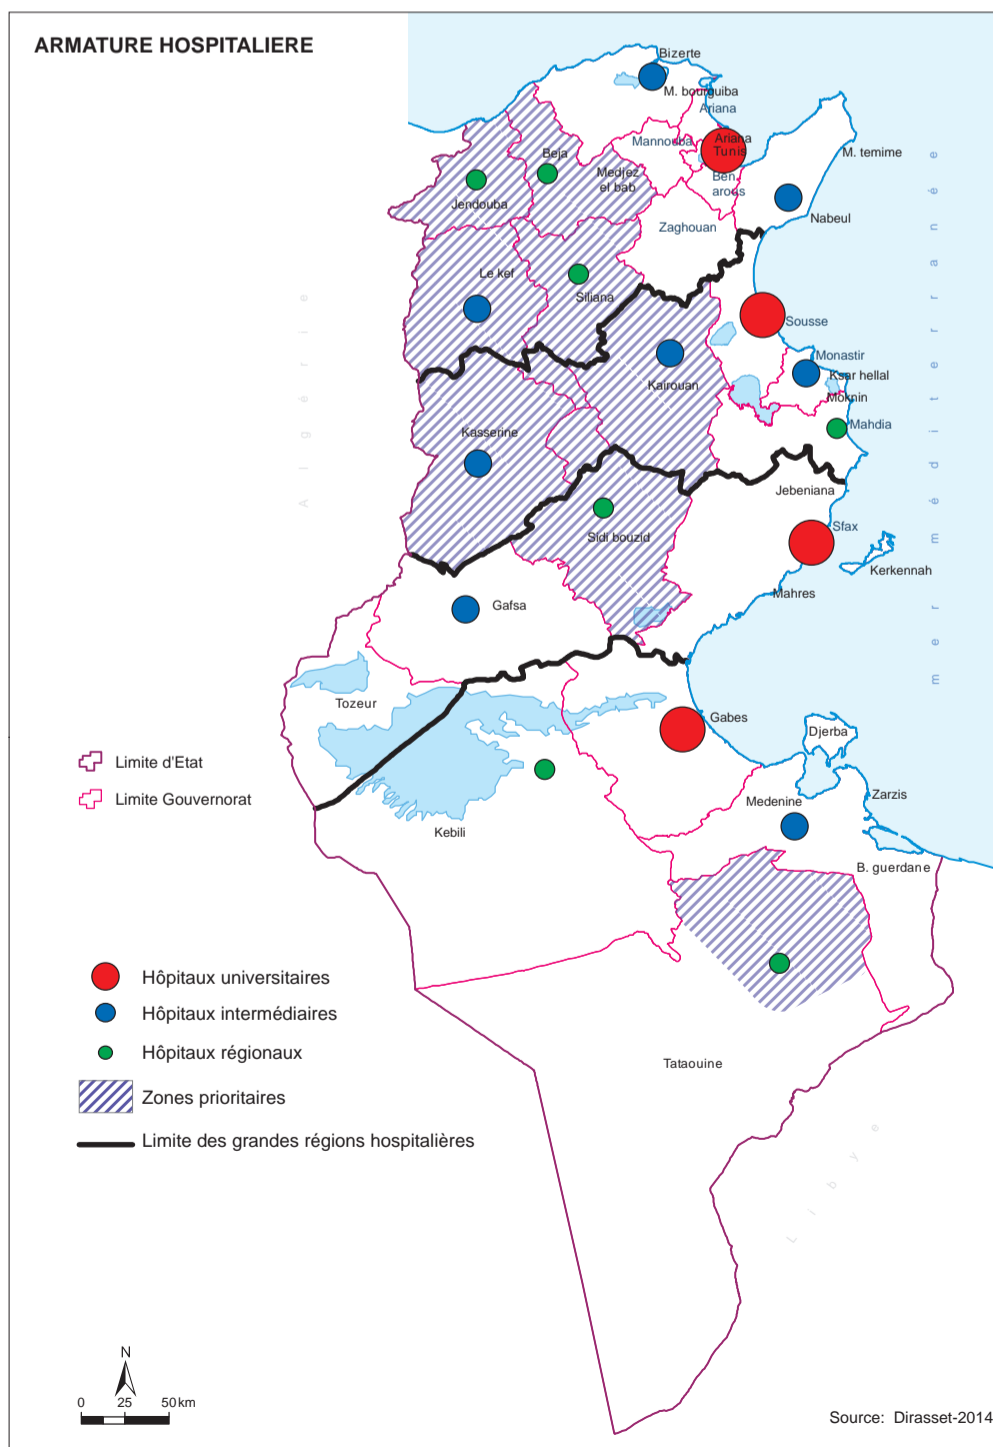 ARMATURE HOSPITALIERE
Bizerte
M. bourguiba
Ariana
Mannouba
Ariana
Tunis
Ben
arous
M. temime
Beja
Medjez
el bab
Jendouba
Nabeul
Zaghouan
Le kef
Siliana
Sousse
Monastir
Ksar hellal
Moknin
Kairouan
Mahdia
Kasserine
Jebeniana
Sidi bouzid
Sfax
Kerkennah
Mahres
Gafsa
Tozeur
Gabes
Djerba
Kebili
Medenine
Zarzis
B. guerdane
Tataouine
Algérie
mer méditerranée
Libye
Limite d'Etat
Limite Gouvernorat
Hôpitaux universitaires
Hôpitaux intermédiaires
Hôpitaux régionaux
Zones prioritaires
Limite des grandes régions hospitalières
N
0 25 50 km
Source: Dirasset-2014